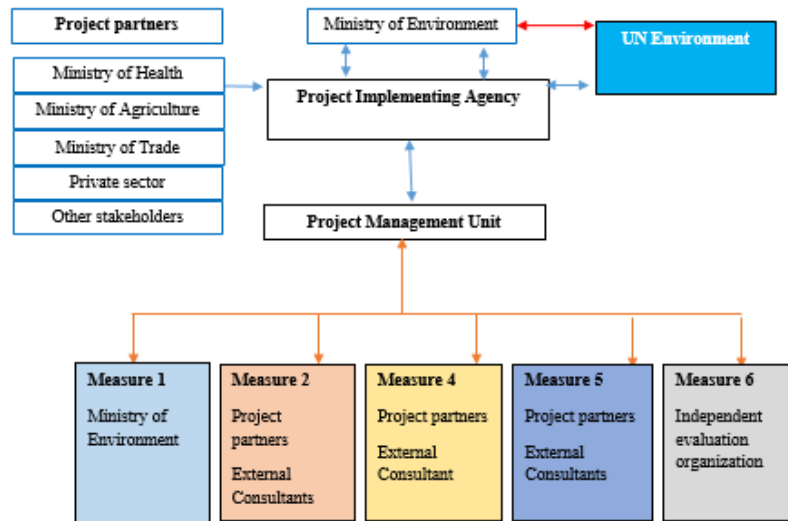 Project partners
Ministry of Environment
UN Environment
Ministry of Health
Ministry of Agriculture
Ministry of Trade
Private sector
Other stakeholders
Project Implementing Agency
Project Management Unit
Measure 1
Ministry of
Environment
Measure 2
Project
partners
External
Consultants
Measure 4
Project partners
External
Consultant
Measure 5
Project partners
External
Consultants
Measure 6
Independent
evaluation
organization